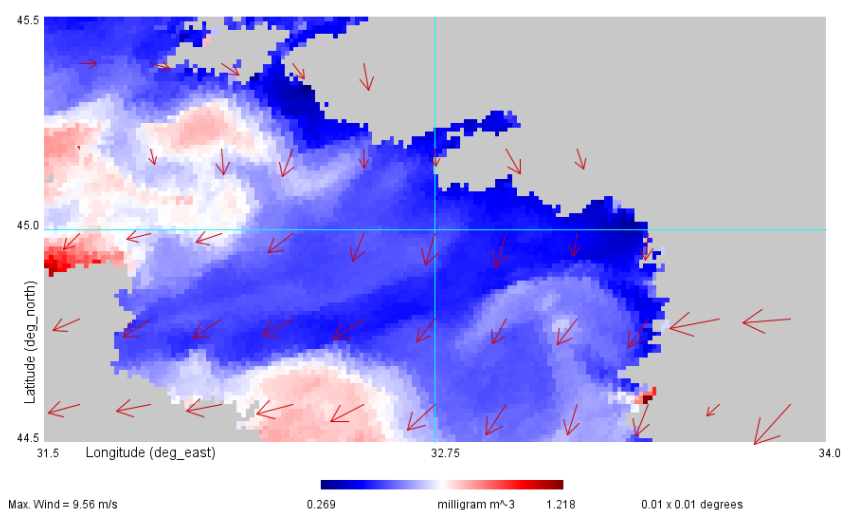 45.5
45.0
Latitude (deg_north)
44.5
31.5 Longitude (deg_east) 32.75 34.0
Max. Wind = 9.56 m/s 0.269 milligram m^-3 1.218 0.01 x 0.01 degrees